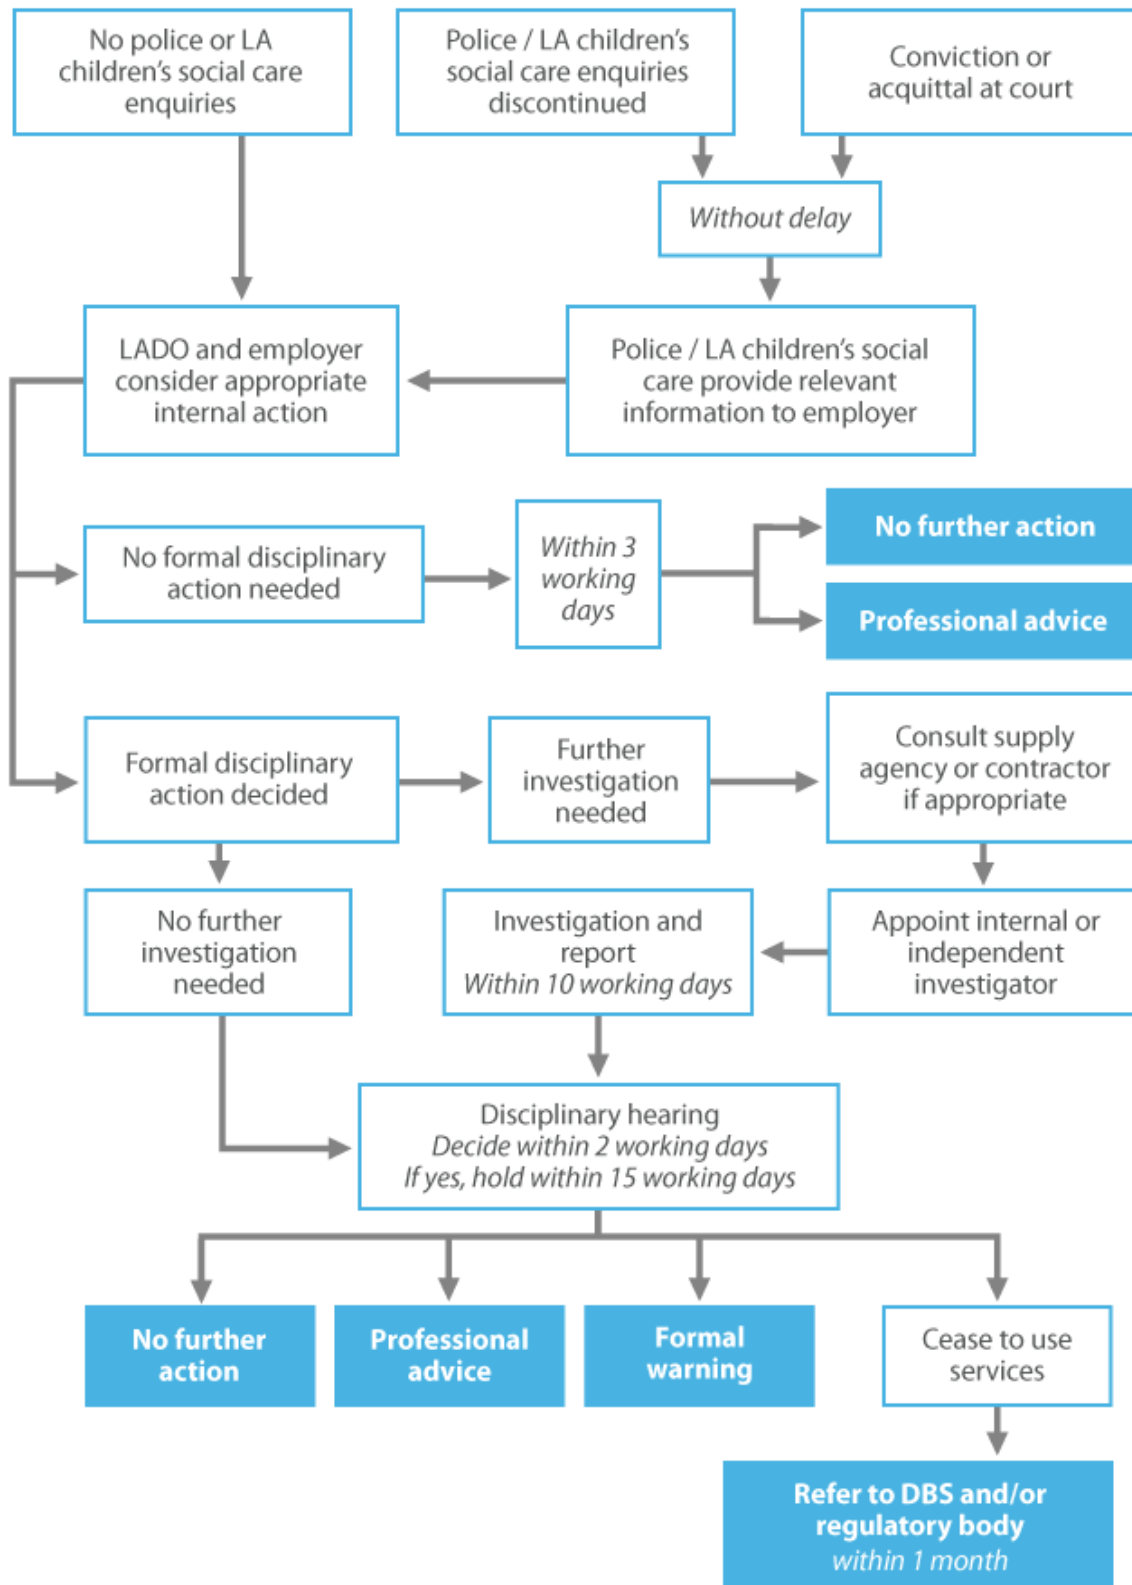 No police or LA
children's social care
enquiries
Police / LA children's
social care enquiries
discontinued
Conviction or
acquittal at court
Without delay
LADO and employer
consider appropriate
internal action
Police / LA children's social
care provide relevant
information to employer
No formal disciplinary
action needed
Within 3
working
days
No further action
Professional advice
Formal disciplinary
action decided
Further
investigation
needed
Consult supply
agency or contractor
if appropriate
No further
investigation
needed
Investigation and
report
Within 10 working days
Appoint internal or
independent
investigator
Disciplinary hearing
Decide within 2 working days
If yes, hold within 15 working days
No further
action
Professional
advice
Formal
warning
Cease to use
services
Refer to DBS and/or
regulatory body
within 1 month